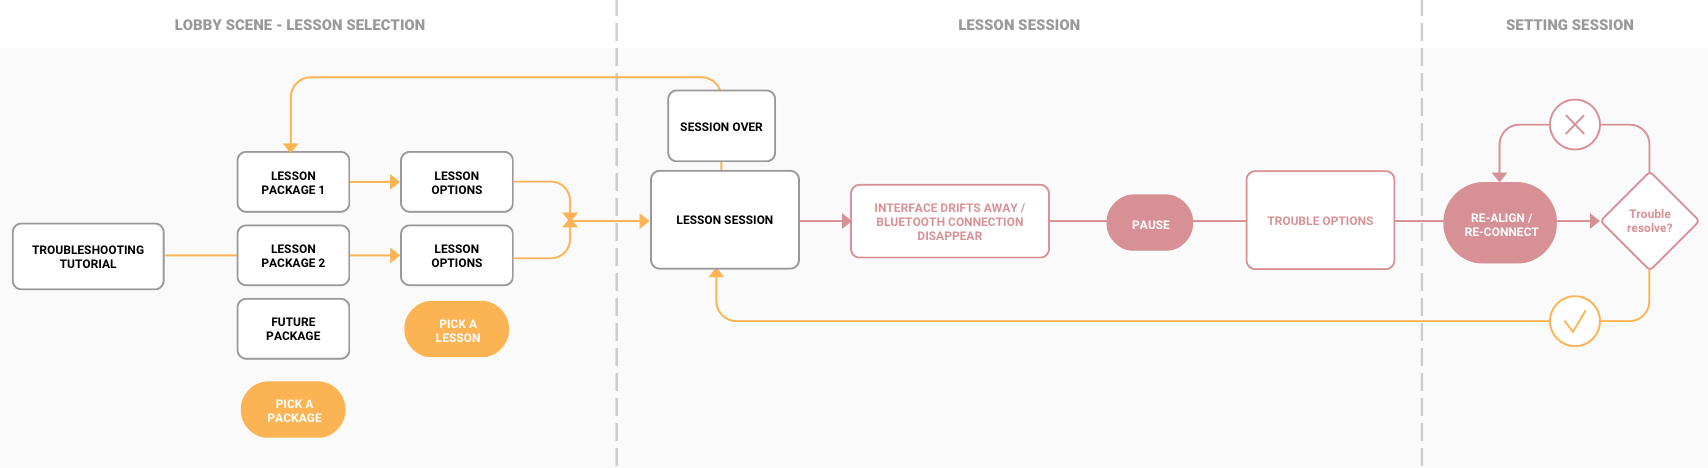 LOBBY SCENE - LESSON SELECTION
LESSON SESSION
SETTING SESSION
TROUBLESHOOTING
TUTORIAL
LESSON
PACKAGE 1
LESSON
PACKAGE 2
FUTURE
PACKAGE
PICK A
PACKAGE
LESSON
OPTIONS
LESSON
OPTIONS
PICK A
LESSON
SESSION OVER
LESSON SESSION
INTERFACE DRIFTS AWAY /
BLUETOOTH CONNECTION
DISAPPEAR
PAUSE
TROUBLE OPTIONS
RE-ALIGN /
RE-CONNECT
Trouble
resolve?